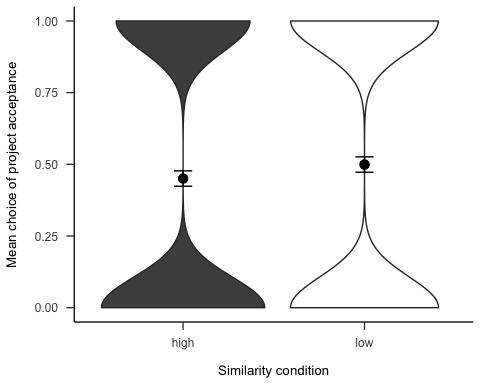 Mean choice of project acceptance
1.00
0.75
0.50
0.25
0.00
high low
Similarity condition